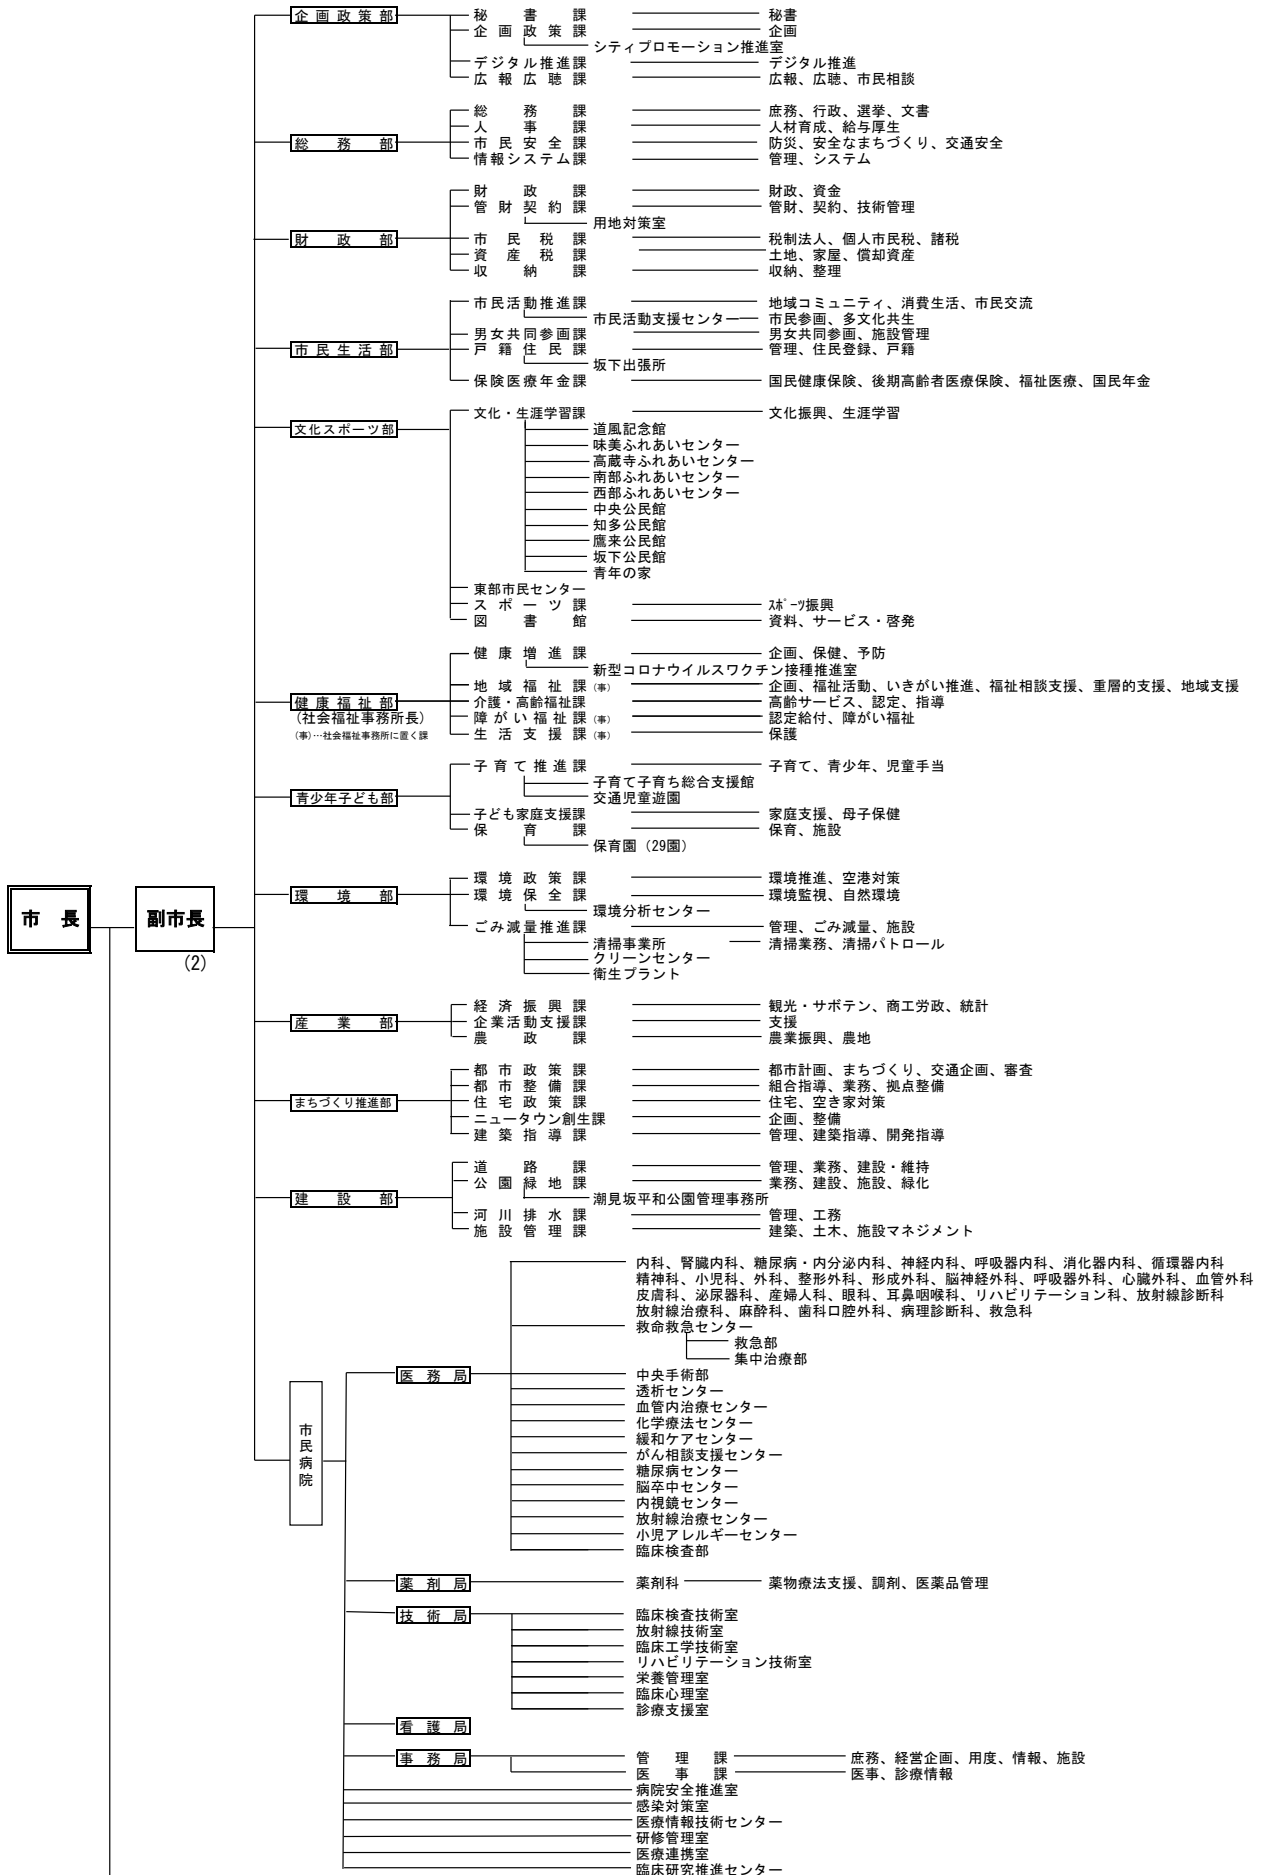 企画政策部 秘書課 秘書
企画政策課 企画
シティプロモーション推進室
デジタル推進課 デジタル推進
広報広聴課 広報、広聴、市民相談
総務課 庶務、行政、選挙、文書
人事課 人材育成、給与厚生
総務部 市民安全課 防災、安全なまちづくり、交通安全
情報システム課 管理、システム
財政課 財政、資金
管財契約課 管財、契約、技術管理
用地対策室
財政部 市民税課 税制法人、個人市民税、諸税
資産税課 土地、家屋、償却資産
収納課 収納、整理
市民活動推進課 地域コミュニティ、消費生活、市民交流
市民活動支援センター 市民参画、多文化共生
男女共同参画課 男女共同参画、施設管理
市民生活部 戸籍住民課 管理、住民登録、戸籍
坂下出張所
保険医療年金課 国民健康保険、後期高齢者医療保険、福祉医療、国民年金
文化・生涯学習課 文化振興、生涯学習
文化スポーツ部 道風記念館
味美ふれあいセンター
高蔵寺ふれあいセンター
南部ふれあいセンター
西部ふれあいセンター
中央公民館
知多公民館
鷹来公民館
坂下公民館
青年の家
東部市民センター
スポーツ課 スポーツ振興
図書館 資料、サービス・啓発
健康増進課 企画、保健、予防
新型コロナウイルスワクチン接種推進室
地域福祉課(事) 企画、福祉活動、いきがい推進、福祉相談支援、重層的支援、地域支援
健康福祉部 介護・高齢福祉課 高齢サービス、認定、指導
(社会福祉事務所長) 障がい福祉課(事) 認定給付、障がい福祉
(事)…社会福祉事務所に置く課 生活支援課(事) 保護
子育て推進課 子育て、青少年、児童手当
子育て子育ち総合支援館
青少年子ども部 交通児童遊園
子ども家庭支援課 家庭支援、母子保健
保育課 保育、施設
保育園（29園）
環境政策課 環境推進、空港対策
環境部 環境保全課 環境監視、自然環境
環境分析センター
市長 副市長 ごみ減量推進課 管理、ごみ減量、施設
清掃事業所 清掃業務、清掃パトロール
(2) クリーンセンター
衛生プラント
経済振興課 観光・サボテン、商工労政、統計
産業部 企業活動支援課 支援
農政課 農業振興、農地
都市政策課 都市計画、まちづくり、交通企画、審査
都市整備課 組合指導、業務、拠点整備
まちづくり推進部 住宅政策課 住宅、空き家対策
ニュータウン創生課 企画、整備
建築指導課 管理、建築指導、開発指導
道路課 管理、業務、建設・維持
公園緑地課 業務、建設、施設、緑化
建設部 潮見坂平和公園管理事務所
河川排水課 管理、工務
施設管理課 建築、土木、施設マネジメント
内科、腎臓内科、糖尿病・内分泌内科、神経内科、呼吸器内科、消化器内科、循環器内科
精神科、小児科、外科、整形外科、形成外科、脳神経外科、呼吸器外科、心臓外科、血管外科
皮膚科、泌尿器科、産婦人科、眼科、耳鼻咽喉科、リハビリテーション科、放射線診断科
放射線治療科、麻酔科、歯科口腔外科、病理診断科、救急科
救命救急センター
救急部
集中治療部
医務局 中央手術部
透析センター
血管内治療センター
化学療法センター
緩和ケアセンター
市民病院 がん相談支援センター
糖尿病センター
脳卒中センター
内視鏡センター
放射線治療センター
小児アレルギーセンター
臨床検査部
薬剤局 薬剤科 薬物療法支援、調剤、医薬品管理
技術局 臨床検査技術室
放射線技術室
臨床工学技術室
リハビリテーション技術室
栄養管理室
臨床心理室
診療支援室
看護局
事務局 管理課 庶務、経営企画、用度、情報、施設
医事課 医事、診療情報
病院安全推進室
感染対策室
医療情報技術センター
研修管理室
医療連携室
臨床研究推進センター